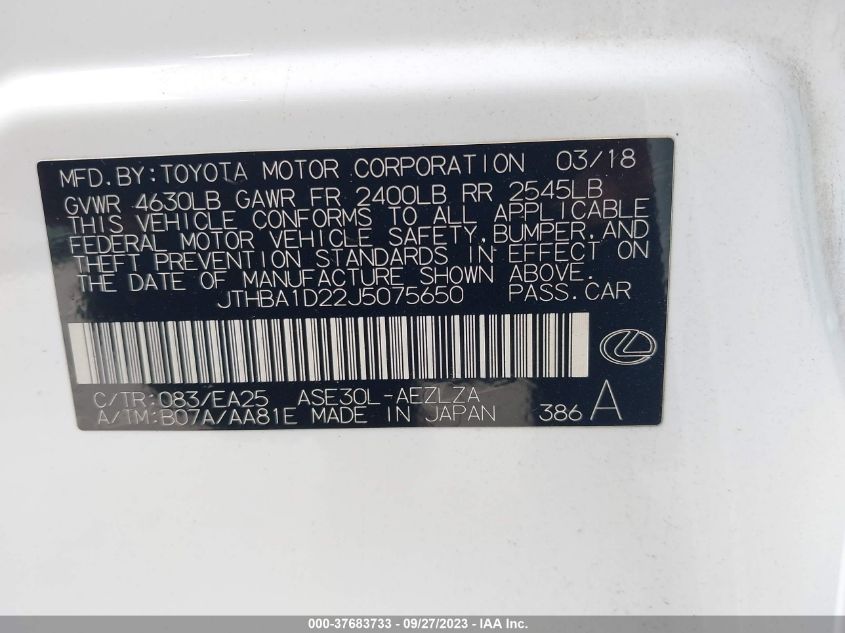 MFD. BY: TOYOTA MOTOR CORPORATION 03/18
GVWR 4630LB GAWR FR 2400LB RR 2545LB
THIS VEHICLE CONFORMS TO ALL APPLICABLE
FEDERAL MOTOR VEHICLE SAFETY, BUMPER, AND
THEFT PREVENTION STANDARDS IN EFFECT ON
THE DATE OF MANUFACTURE SHOWN ABOVE.
JTHBA1D22J5075650 PASS. CAR
C/TR: 083/EA25 ASE30L-AEZLZA
A/TM: B07A/AA81E MADE IN JAPAN 386 A
000-37683733 - 09/27/2023 - IAA Inc.